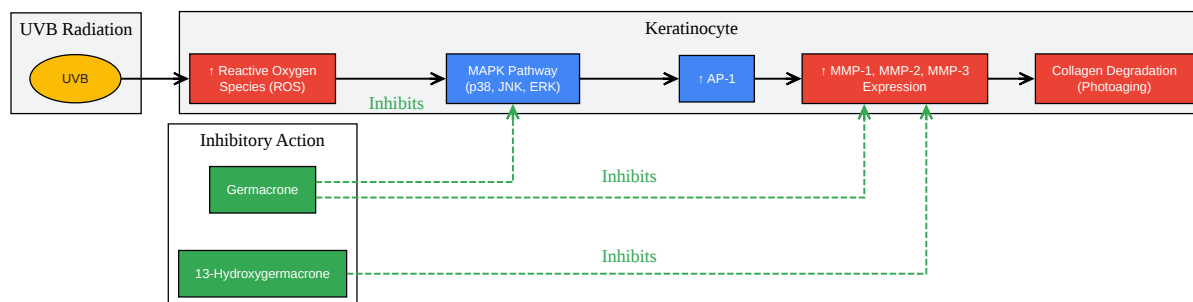 UVB Radiation
Keratinocyte
UVB
↑ Reactive Oxygen
Species (ROS)
MAPK Pathway
(p38, JNK, ERK)
↑ AP-1
↑ MMP-1, MMP-2, MMP-3
Expression
Collagen Degradation
(Photoaging)
Inhibits
Inhibitory Action
Germacrone
Inhibits
13-Hydroxygermacrone
Inhibits